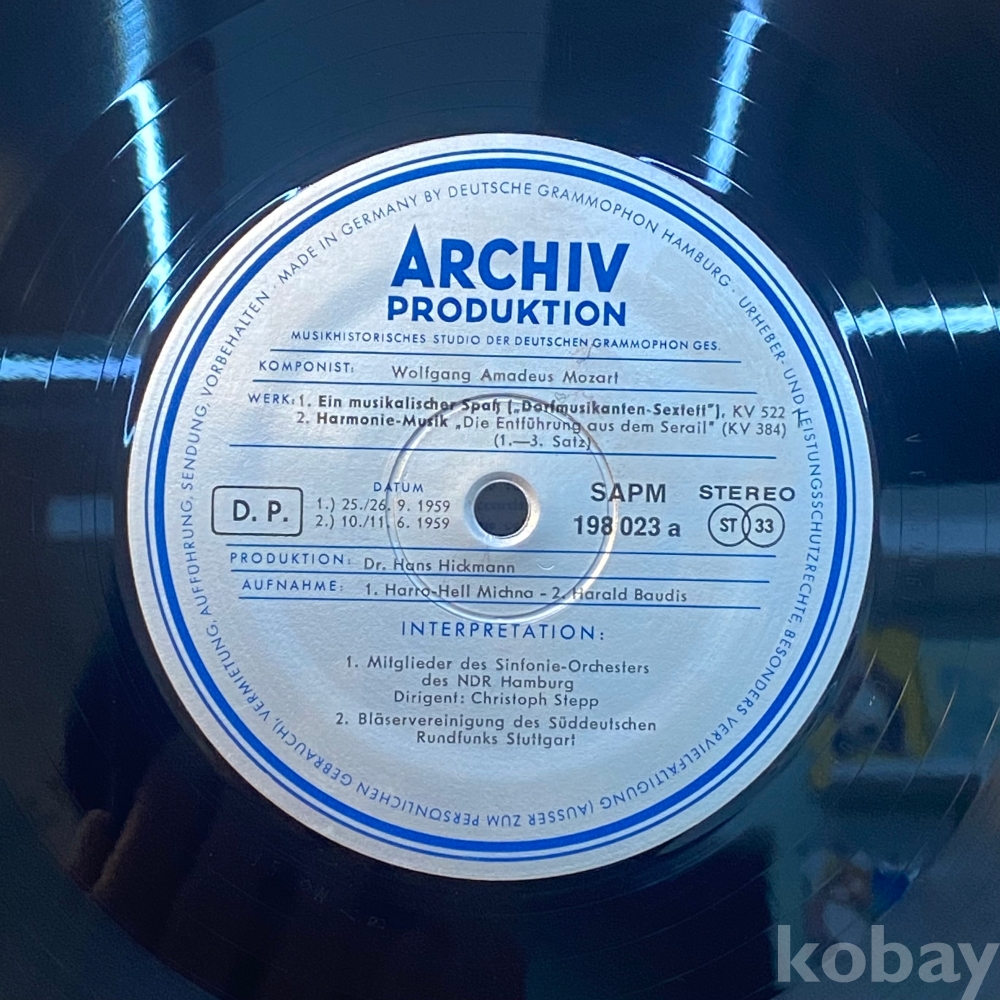 MADE IN GERMANY BY DEUTSCHE GRAMMOPHON HAMBURG · URHEBER- UND LEISTUNGSSCHUTZRECHTE, BESONDERS VERVIELFÄLTIGUNG (AUSSER ZUM PERSÖNLICHEN GEBRAUCH), VERMIETUNG, AUFFÜHRUNG, SENDUNG, VORBEHALTEN ·
ARCHIV
PRODUKTION
MUSIKHISTORISCHES STUDIO DER DEUTSCHEN GRAMMOPHON GES.
KOMPONIST: Wolfgang Amadeus Mozart
WERK: 1. Ein musikalischer Spaß („Dorfmusikanten-Sextett"), KV 522
2. Harmonie-Musik „Die Entführung aus dem Serail" (KV 384)
(1.—3. Satz)
D. P.
DATUM
1.) 25./26. 9. 1959
2.) 10./11. 6. 1959
SAPM
198 023 a
STEREO
ST 33
PRODUKTION: Dr. Hans Hickmann
AUFNAHME: 1. Harro-Hell Michna - 2. Harald Baudis
INTERPRETATION:
1. Mitglieder des Sinfonie-Orchesters
des NDR Hamburg
Dirigent: Christoph Stepp
2. Bläservereinigung des Süddeutschen
Rundfunks Stuttgart
kobay